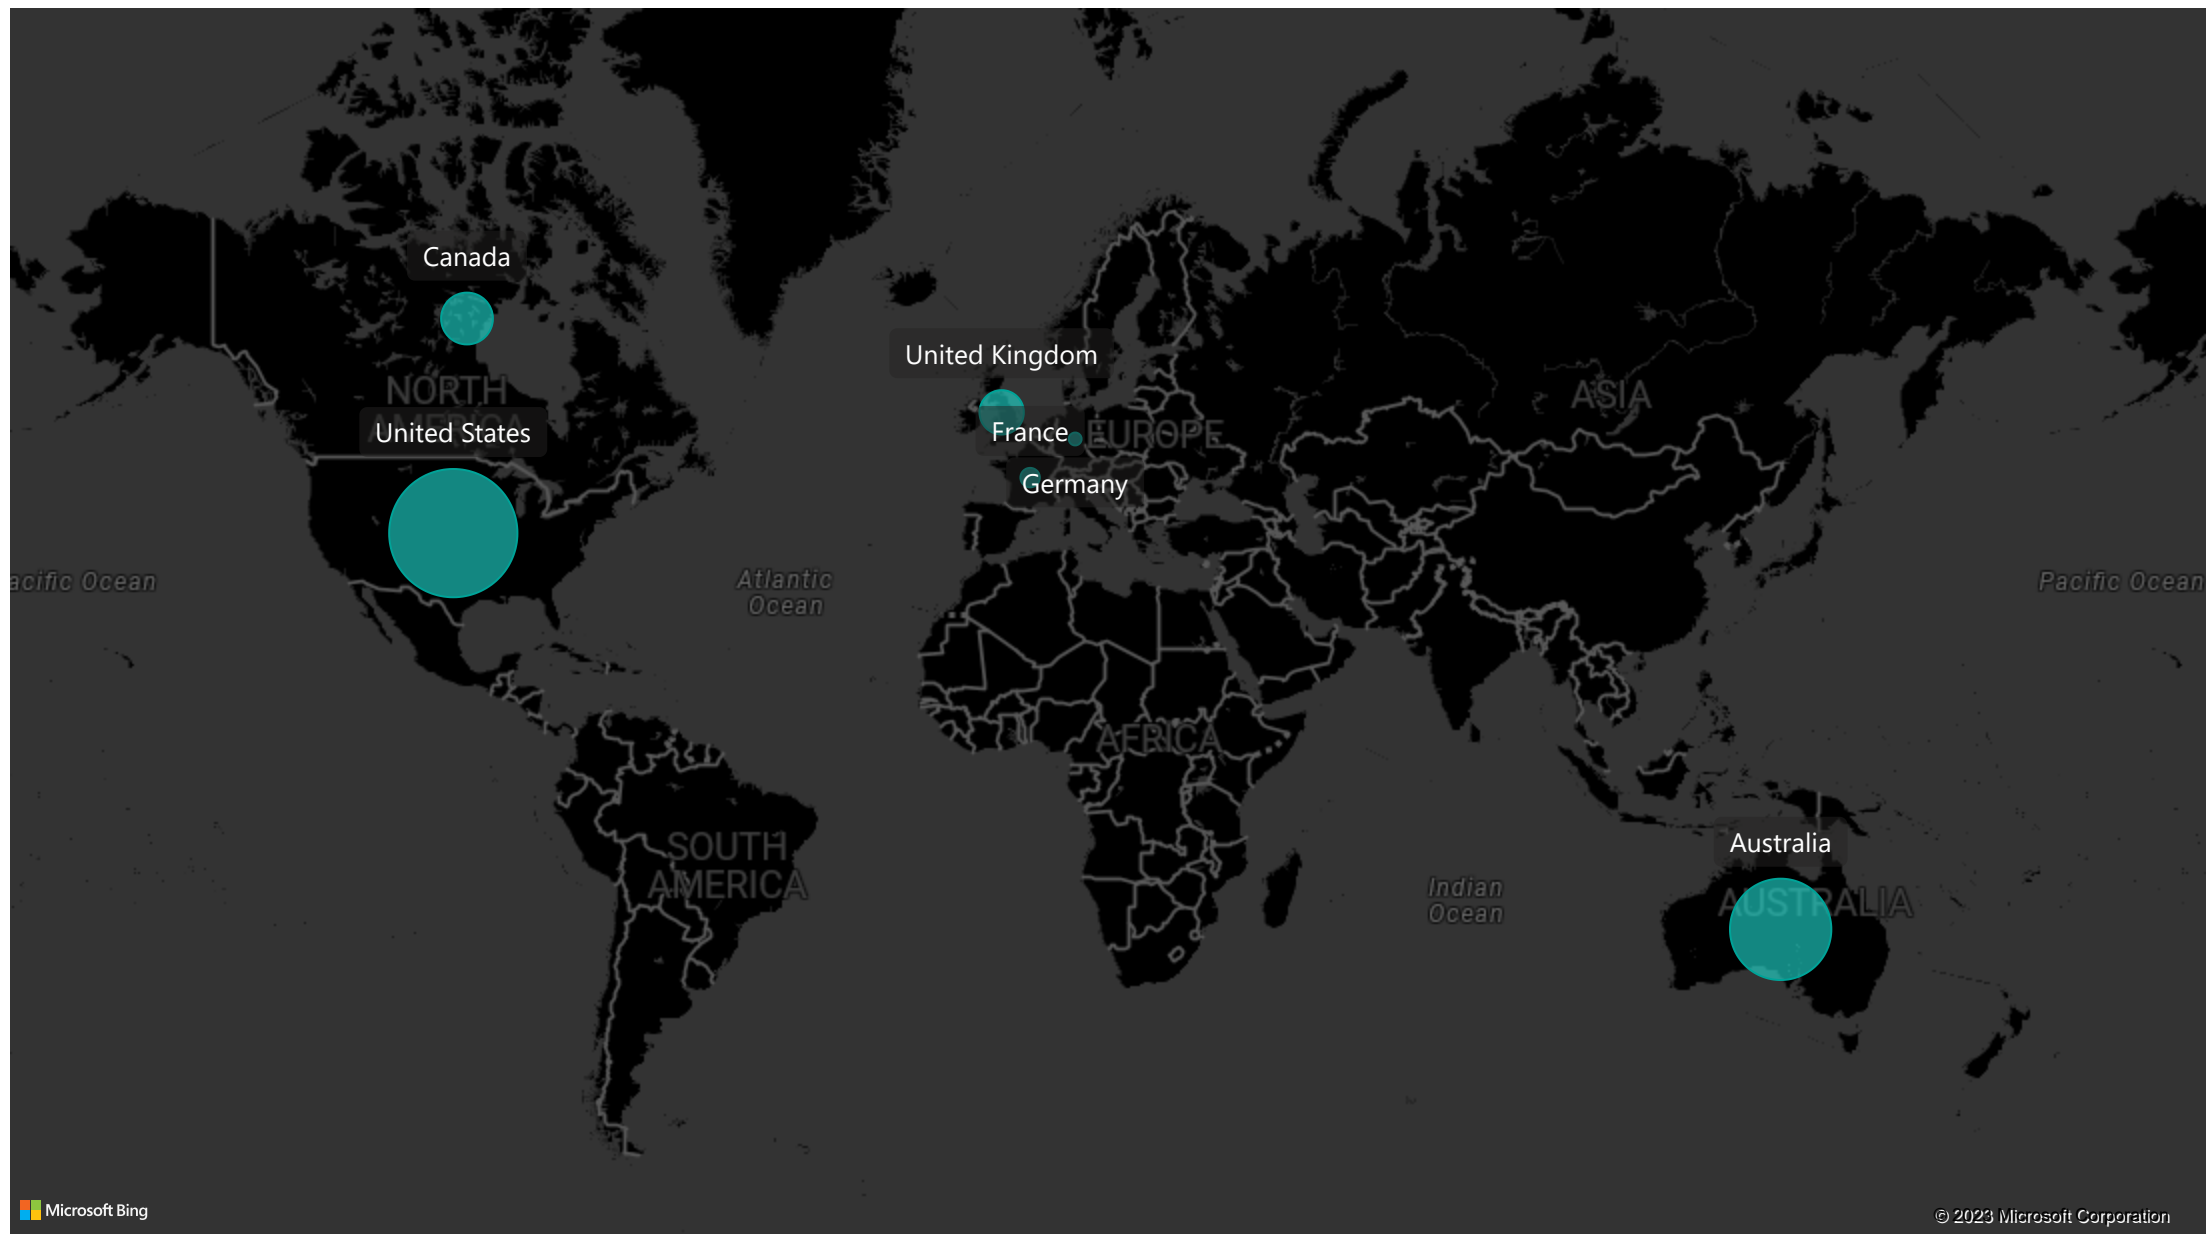 Canada
United Kingdom
NORTH
AMERICA
ASIA
United States
France
EUROPE
Germany
acific Ocean
Atlantic
Ocean
Pacific Ocean
AFRICA
SOUTH
AMERICA
Australia
Indian
Ocean
AUSTRALIA
Microsoft Bing
© 2023 Microsoft Corporation